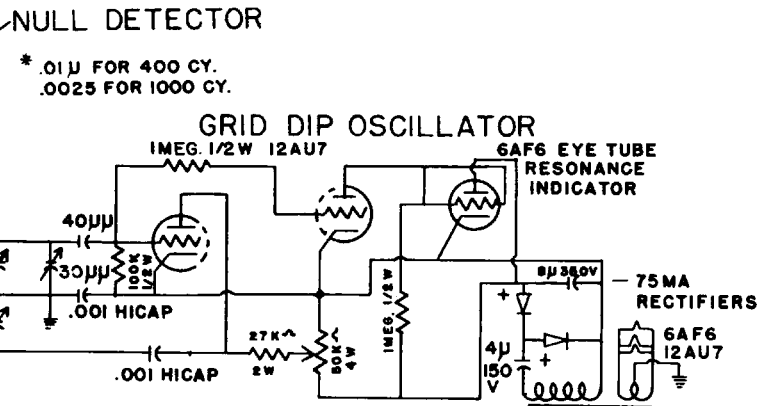 NULL DETECTOR
* .01µ FOR 400 CY.
.0025 FOR 1000 CY.
GRID DIP OSCILLATOR
1MEG. 1/2W 12AU7
6AF6 EYE TUBE
RESONANCE
INDICATOR
40µµ
30µµ
100K
1/2W
.001 HICAP
1MEG. 1/2W
8µ 350V
75MA
RECTIFIERS
27K
2W
50K
4W
4µ
150
V
6AF6
12AU7
.001 HICAP